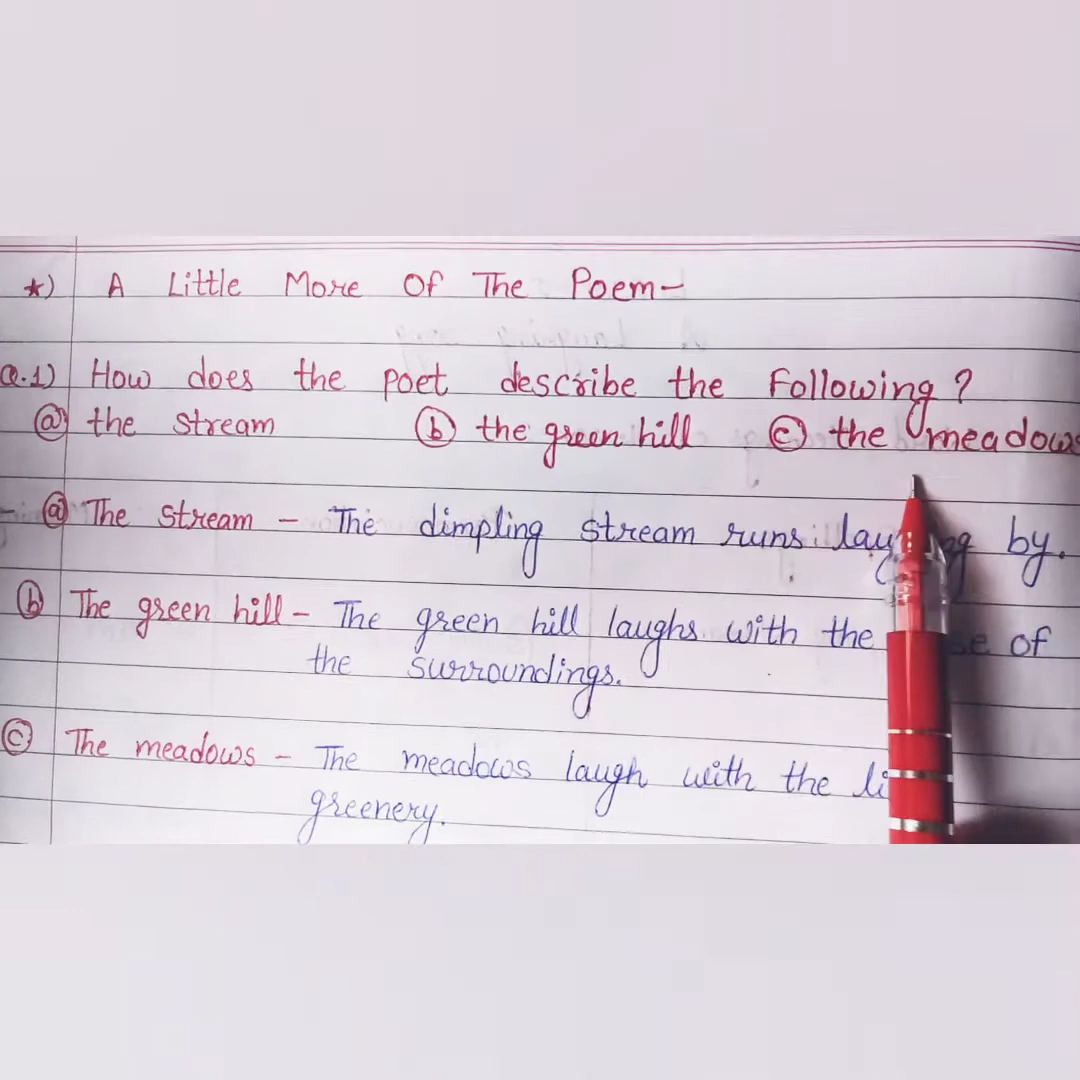 *) A Little More Of The Poem-
Q.1) How does the poet describe the Following?
(a) the stream (b) the green hill (c) the meadows
- (a) The stream - The dimpling stream runs by.
(b) The green hill - The green hill laughs with the of
the surroundings.
(c) The meadows - The meadows laugh with the
greenery.